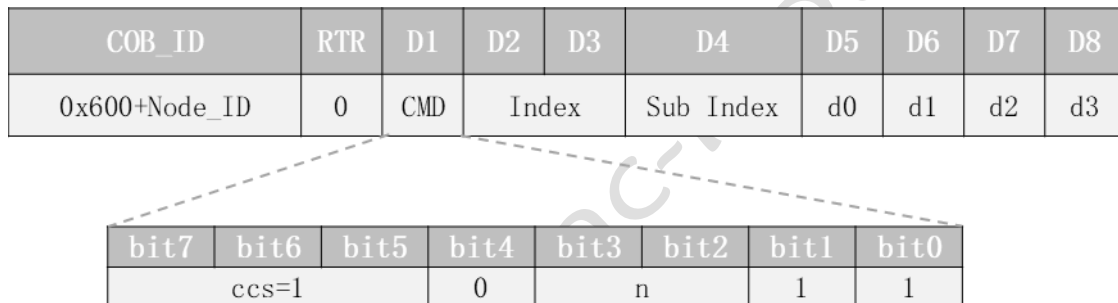 COB_ID RTR D1 D2 D3 D4 D5 D6 D7 D8
0x600+Node_ID 0 CMD Index Sub Index d0 d1 d2 d3
bit7 bit6 bit5 bit4 bit3 bit2 bit1 bit0
ccs=1 0 n 1 1